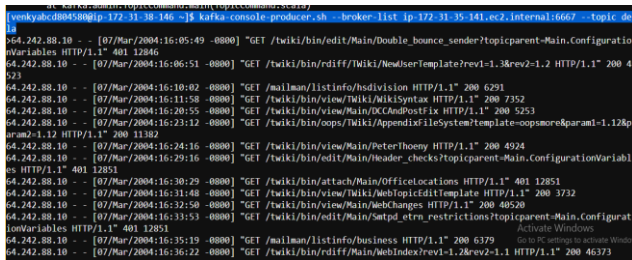 at kafka.admin.TopicCommand.main(TopicCommand.scala)
[venkyabcd804580@ip-172-31-38-146 ~]$ kafka-console-producer.sh --broker-list ip-172-31-35-141.ec2.internal:6667 --topic de
la
>64.242.88.10 - - [07/Mar/2004:16:05:49 -0800] "GET /twiki/bin/edit/Main/Double_bounce_sender?topicparent=Main.Configuratio
nVariables HTTP/1.1" 401 12846
64.242.88.10 - - [07/Mar/2004:16:06:51 -0800] "GET /twiki/bin/rdiff/TWiki/NewUserTemplate?rev1=1.3&rev2=1.2 HTTP/1.1" 200 4
523
64.242.88.10 - - [07/Mar/2004:16:10:02 -0800] "GET /mailman/listinfo/hsdivision HTTP/1.1" 200 6291
64.242.88.10 - - [07/Mar/2004:16:11:58 -0800] "GET /twiki/bin/view/TWiki/WikiSyntax HTTP/1.1" 200 7352
64.242.88.10 - - [07/Mar/2004:16:20:55 -0800] "GET /twiki/bin/view/Main/DCCAndPostFix HTTP/1.1" 200 5253
64.242.88.10 - - [07/Mar/2004:16:23:12 -0800] "GET /twiki/bin/oops/TWiki/AppendixFileSystem?template=oopsmore&param1=1.12&p
aram2=1.12 HTTP/1.1" 200 11382
64.242.88.10 - - [07/Mar/2004:16:24:16 -0800] "GET /twiki/bin/view/Main/PeterThoeny HTTP/1.1" 200 4924
64.242.88.10 - - [07/Mar/2004:16:29:16 -0800] "GET /twiki/bin/edit/Main/Header_checks?topicparent=Main.ConfigurationVariabl
es HTTP/1.1" 401 12851
64.242.88.10 - - [07/Mar/2004:16:30:29 -0800] "GET /twiki/bin/attach/Main/OfficeLocations HTTP/1.1" 401 12851
64.242.88.10 - - [07/Mar/2004:16:31:48 -0800] "GET /twiki/bin/view/TWiki/WebTopicEditTemplate HTTP/1.1" 200 3732
64.242.88.10 - - [07/Mar/2004:16:32:50 -0800] "GET /twiki/bin/view/Main/WebChanges HTTP/1.1" 200 40520
64.242.88.10 - - [07/Mar/2004:16:33:53 -0800] "GET /twiki/bin/edit/Main/Smtpd_etrn_restrictions?topicparent=Main.Configurat
ionVariables HTTP/1.1" 401 12851
Activate Windows
64.242.88.10 - - [07/Mar/2004:16:35:19 -0800] "GET /mailman/listinfo/business HTTP/1.1" 200 6379
Go to PC settings to activate Windo
64.242.88.10 - - [07/Mar/2004:16:36:22 -0800] "GET /twiki/bin/rdiff/Main/WebIndex?rev1=1.2&rev2=1.1 HTTP/1.1" 200 46373